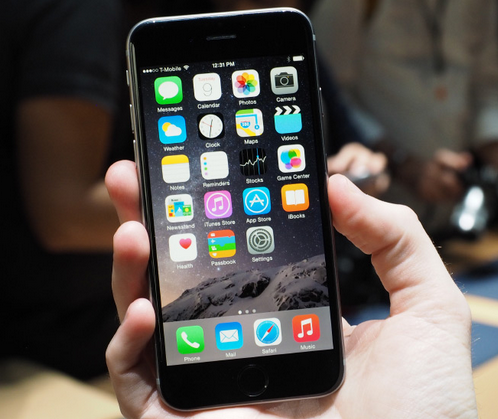 T-Mobile 12:31 PM
Messages Calendar Photos Camera
Weather Clock Maps Videos
Notes Reminders Stocks Game Center
Newsstand iTunes Store App Store iBooks
Health Passbook Settings
Phone Mail Safari Music